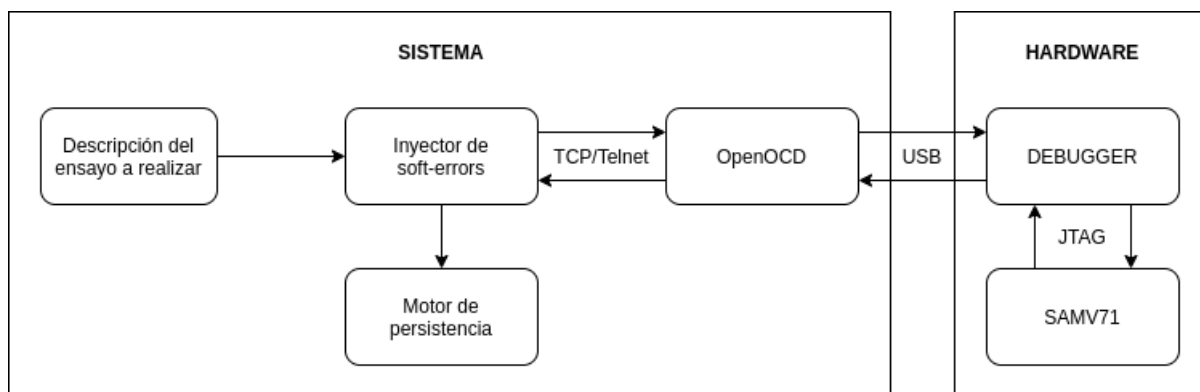 SISTEMA
HARDWARE
Descripción del
ensayo a realizar
Inyector de
soft-errors
TCP/Telnet
OpenOCD
USB
DEBUGGER
JTAG
Motor de
persistencia
SAMV71